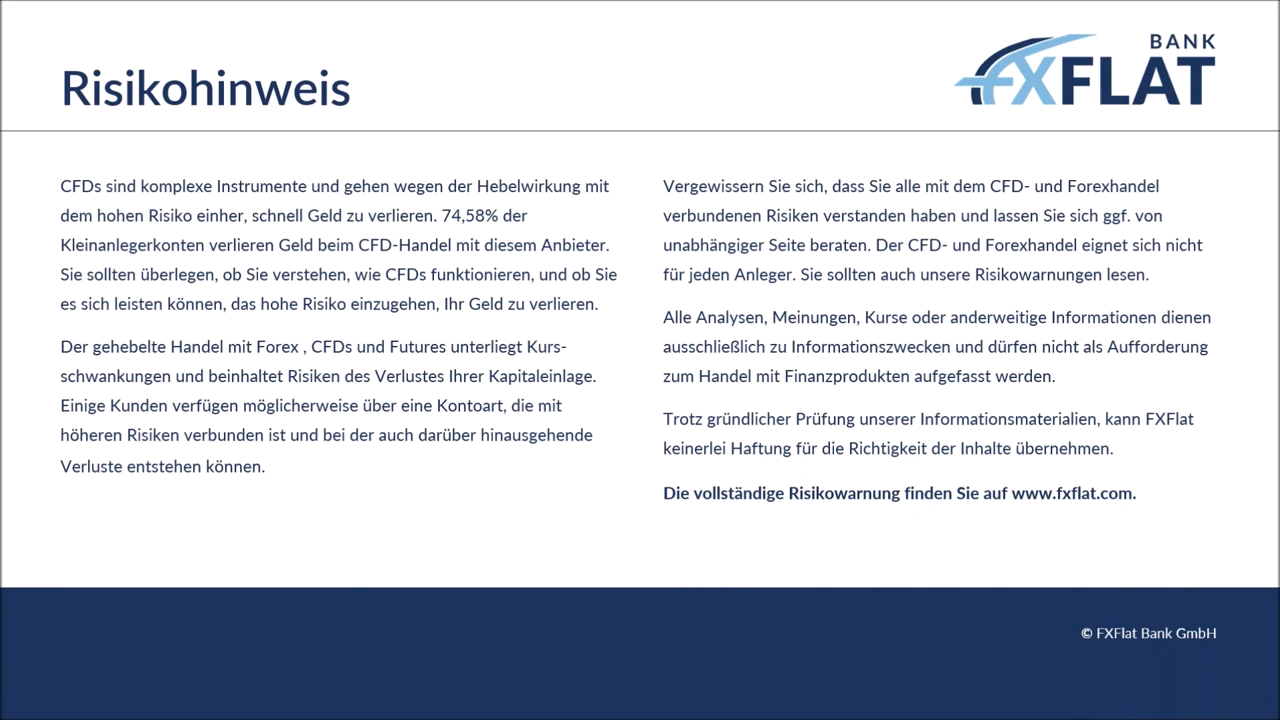 Risikohinweis
BANK
FXFLAT
CFDs sind komplexe Instrumente und gehen wegen der Hebelwirkung mit
dem hohen Risiko einher, schnell Geld zu verlieren. 74,58% der
Kleinanlegerkonten verlieren Geld beim CFD-Handel mit diesem Anbieter.
Sie sollten überlegen, ob Sie verstehen, wie CFDs funktionieren, und ob Sie
es sich leisten können, das hohe Risiko einzugehen, Ihr Geld zu verlieren.
Der gehebelte Handel mit Forex , CFDs und Futures unterliegt Kurs-
schwankungen und beinhaltet Risiken des Verlustes Ihrer Kapitaleinlage.
Einige Kunden verfügen möglicherweise über eine Kontoart, die mit
höheren Risiken verbunden ist und bei der auch darüber hinausgehende
Verluste entstehen können.
Vergewissern Sie sich, dass Sie alle mit dem CFD- und Forexhandel
verbundenen Risiken verstanden haben und lassen Sie sich ggf. von
unabhängiger Seite beraten. Der CFD- und Forexhandel eignet sich nicht
für jeden Anleger. Sie sollten auch unsere Risikowarnungen lesen.
Alle Analysen, Meinungen, Kurse oder anderweitige Informationen dienen
ausschließlich zu Informationszwecken und dürfen nicht als Aufforderung
zum Handel mit Finanzprodukten aufgefasst werden.
Trotz gründlicher Prüfung unserer Informationsmaterialien, kann FXFlat
keinerlei Haftung für die Richtigkeit der Inhalte übernehmen.
Die vollständige Risikowarnung finden Sie auf www.fxflat.com.
© FXFlat Bank GmbH